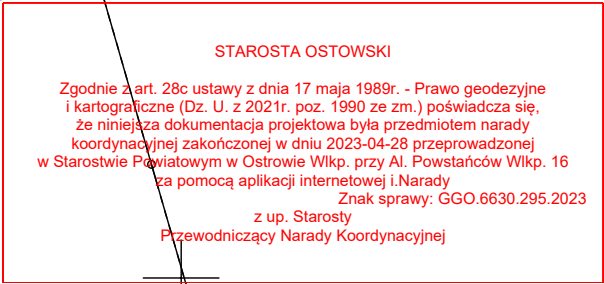 STAROSTA OSTOWSKI
Zgodnie z art. 28c ustawy z dnia 17 maja 1989r. - Prawo geodezyjne
i kartograficzne (Dz. U. z 2021r. poz. 1990 ze zm.) poświadcza się,
że niniejsza dokumentacja projektowa była przedmiotem narady
koordynacyjnej zakończonej w dniu 2023-04-28 przeprowadzonej
w Starostwie Powiatowym w Ostrowie Wlkp. przy Al. Powstańców Wlkp. 16
za pomocą aplikacji internetowej i.Narady
Znak sprawy: GGO.6630.295.2023
z up. Starosty
Przewodniczący Narady Koordynacyjnej